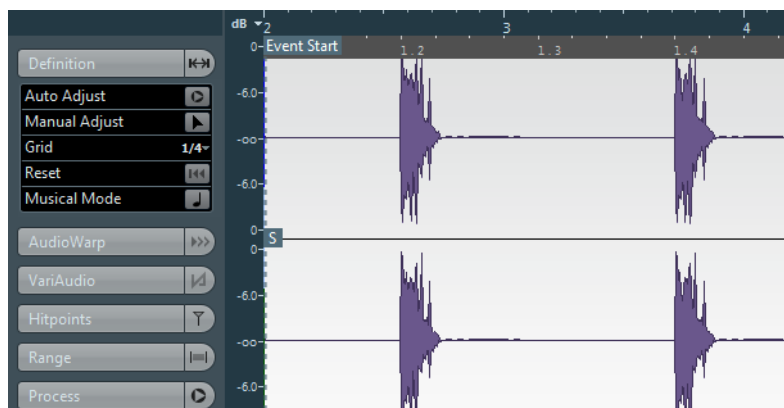 dB 2 3 4
0 Event Start
1.2 1.3 1.4
Definition
Auto Adjust
Manual Adjust
Grid 1/4
Reset
Musical Mode
AudioWarp
VariAudio
Hitpoints
Range
Process
-6.0
-oo
-6.0
0
S
0
-6.0
-oo
-6.0